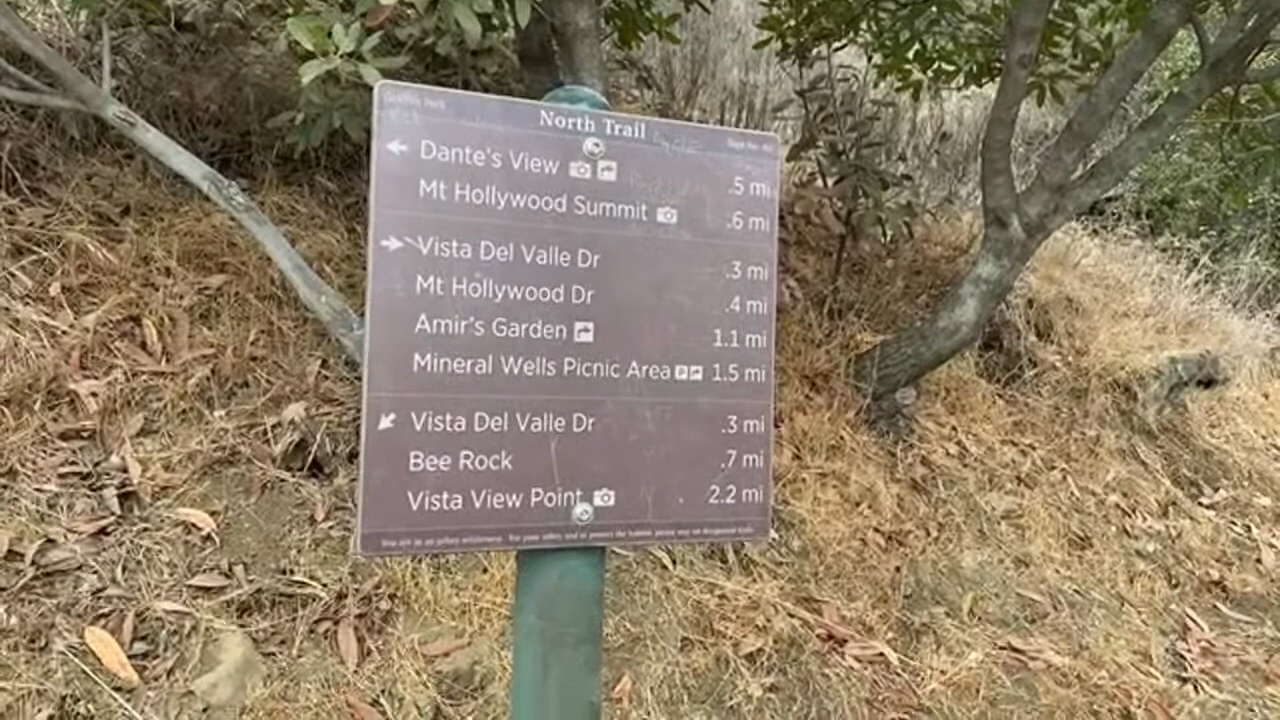 Griffith Park
North Trail
Dante's View .5 mi
Mt Hollywood Summit .6 mi
Vista Del Valle Dr .3 mi
Mt Hollywood Dr .4 mi
Amir's Garden 1.1 mi
Mineral Wells Picnic Area P 1.5 mi
Vista Del Valle Dr .3 mi
Bee Rock .7 mi
Vista View Point 2.2 mi